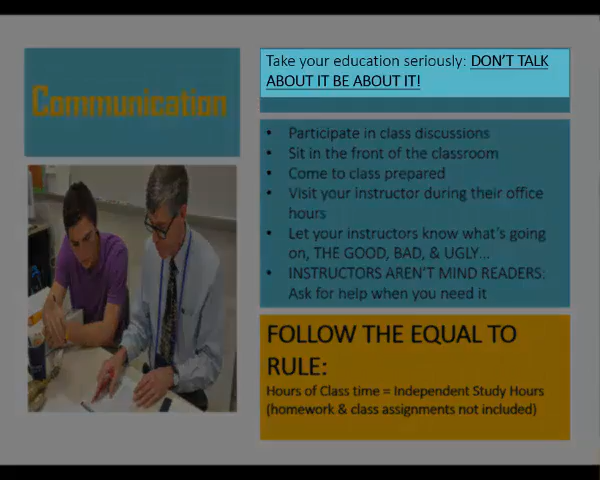 Communication
Take your education seriously: DON'T TALK
ABOUT IT BE ABOUT IT!
• Participate in class discussions
• Sit in the front of the classroom
• Come to class prepared
• Visit your instructor during their office
hours
• Let your instructors know what's going
on, THE GOOD, BAD, & UGLY...
• INSTRUCTORS AREN'T MIND READERS:
Ask for help when you need it
FOLLOW THE EQUAL TO
RULE:
Hours of Class time = Independent Study Hours
(homework & class assignments not included)